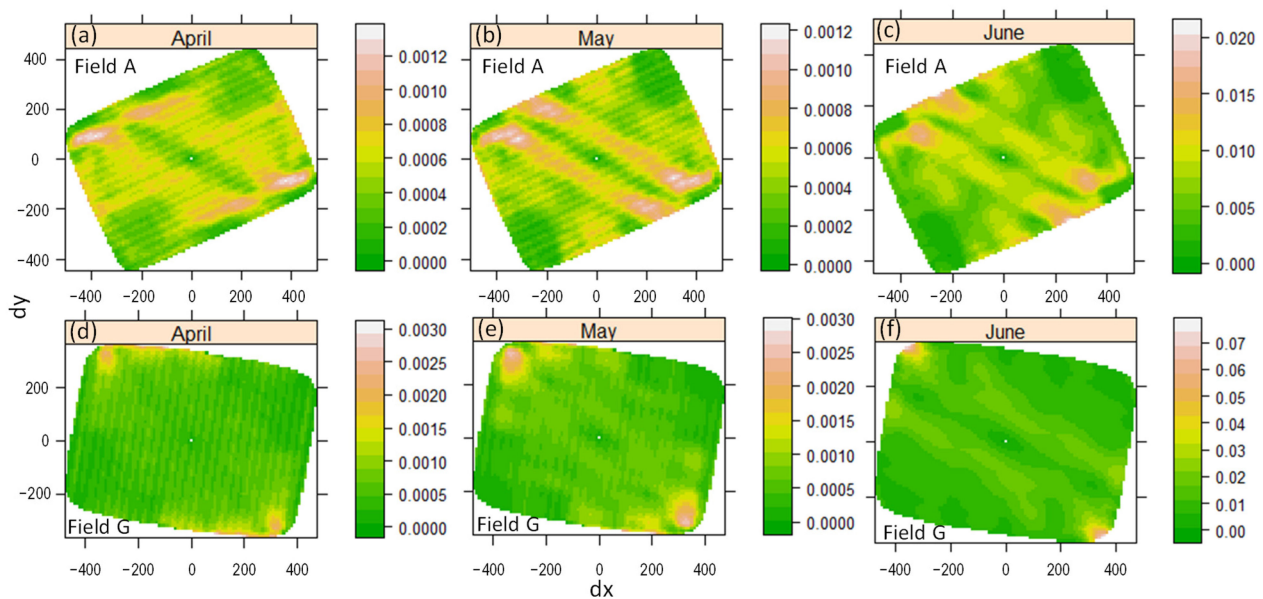 (a) April
Field A
400
200
0
−200
−400
−400 −200 0 200 400
0.0012
0.0010
0.0008
0.0006
0.0004
0.0002
0.0000
(b) May
Field A
−400 −200 0 200 400
0.0012
0.0010
0.0008
0.0006
0.0004
0.0002
0.0000
(c) June
Field A
−400 −200 0 200 400
0.020
0.015
0.010
0.005
0.000
dy
(d) April
Field G
200
0
−200
−400 −200 0 200 400
0.0030
0.0025
0.0020
0.0015
0.0010
0.0005
0.0000
(e) May
Field G
−400 −200 0 200 400
0.0030
0.0025
0.0020
0.0015
0.0010
0.0005
0.0000
(f) June
Field G
−400 −200 0 200 400
0.07
0.06
0.05
0.04
0.03
0.02
0.01
0.00
dx